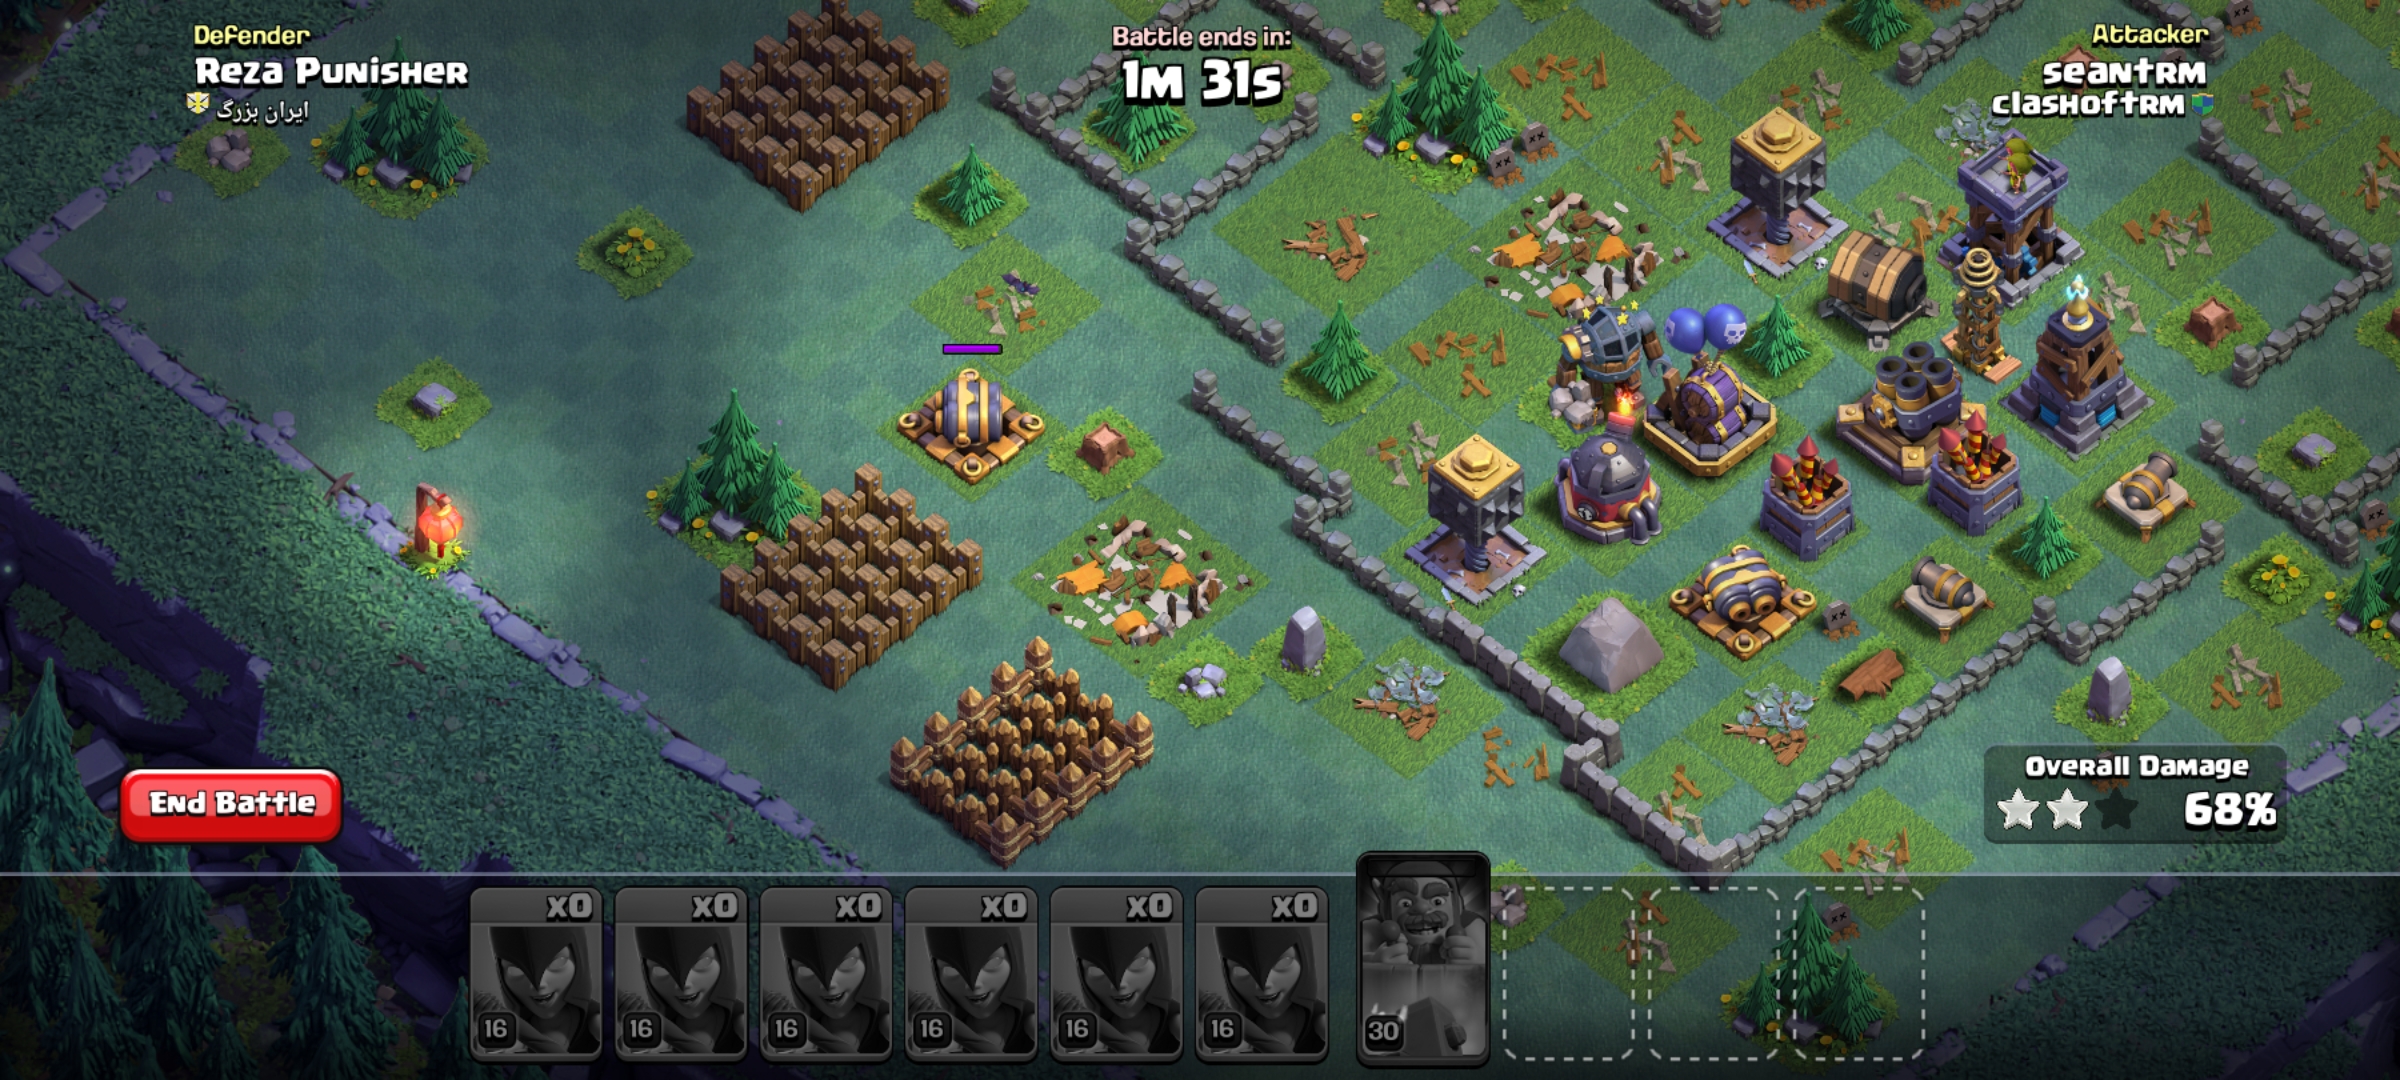 Defender
Reza Punisher
ایران بزرگ
Battle ends in:
1M 31s
Attacker
seantrm
clashoftrm
End Battle
Overall Damage
68%
x0
x0
x0
x0
x0
x0
16
16
16
16
16
16
30